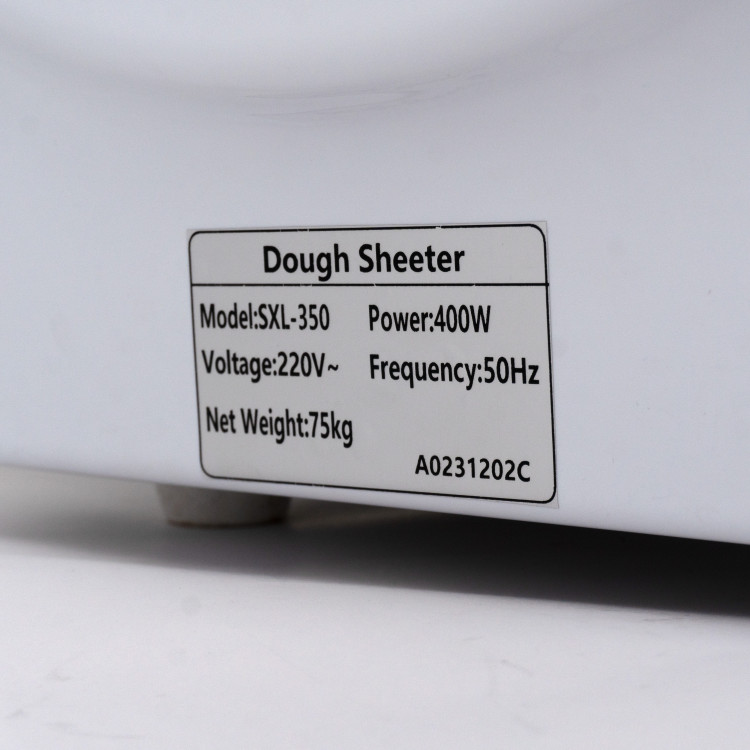 Dough Sheeter
Model:SXL-350 Power:400W
Voltage:220V~ Frequency:50Hz
Net Weight:75kg
A0231202C